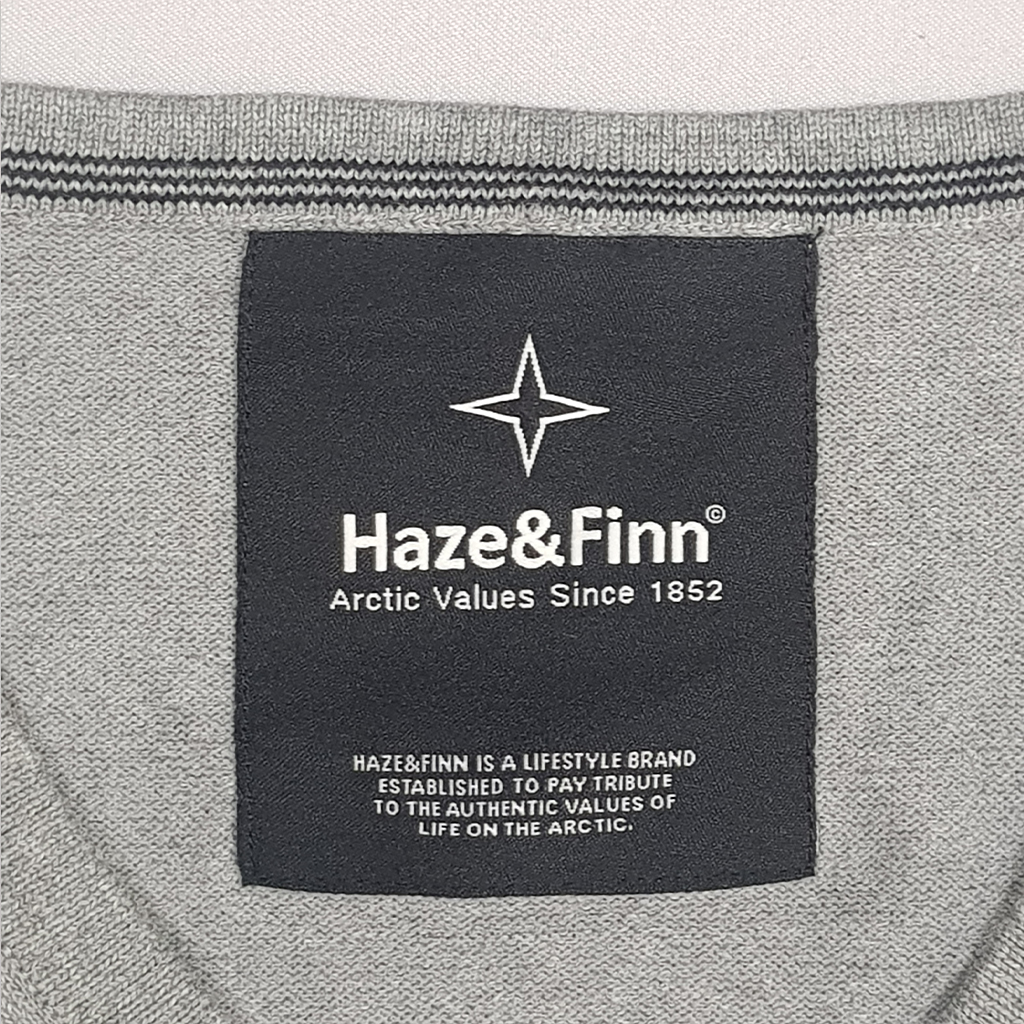 Haze&Finn©
Arctic Values Since 1852
HAZE&FINN IS A LIFESTYLE BRAND
ESTABLISHED TO PAY TRIBUTE
TO THE AUTHENTIC VALUES OF
LIFE ON THE ARCTIC.